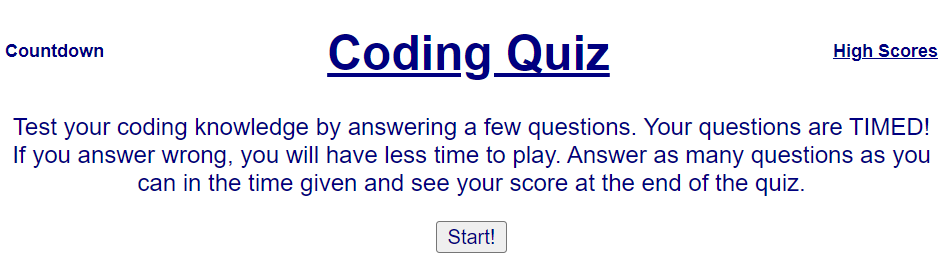 Countdown
Coding Quiz
High Scores
Test your coding knowledge by answering a few questions. Your questions are TIMED!
If you answer wrong, you will have less time to play. Answer as many questions as you
can in the time given and see your score at the end of the quiz.
Start!